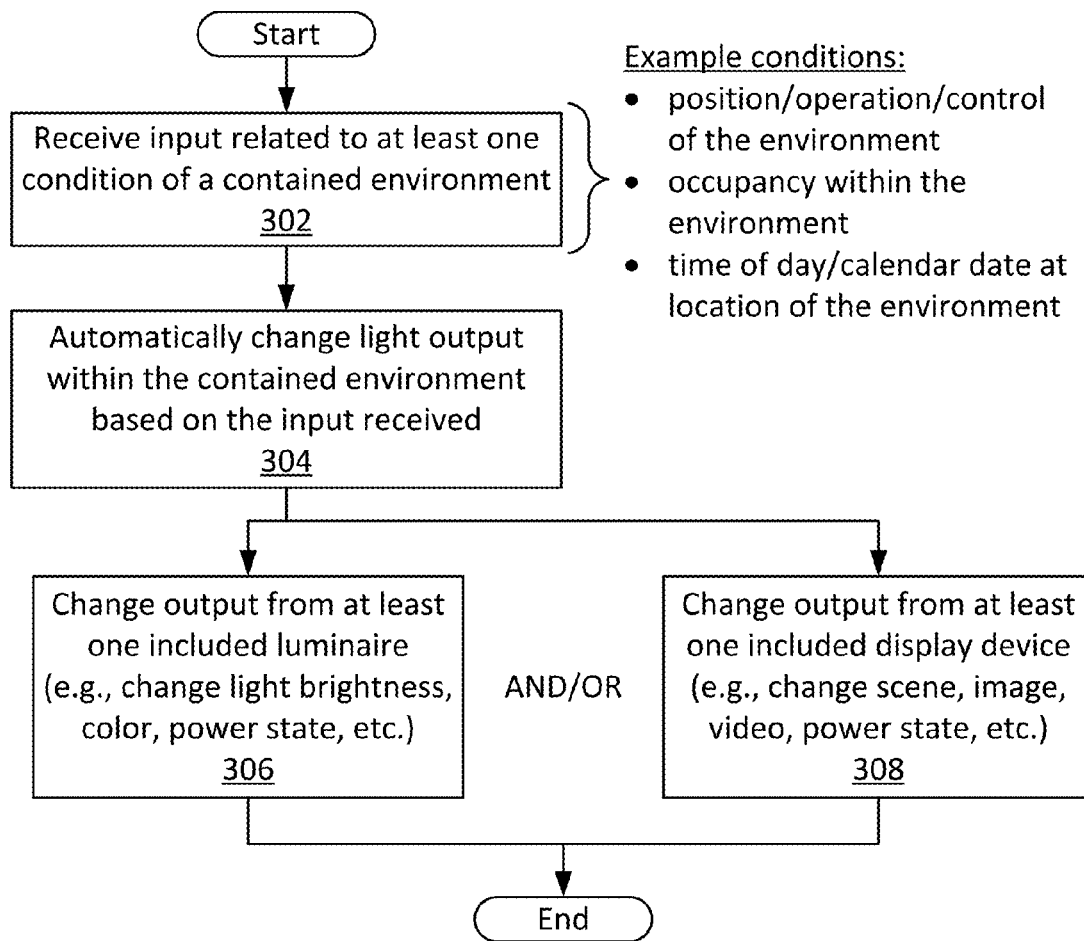 Start
Receive input related to at least one
condition of a contained environment
302
Example conditions:
• position/operation/control
of the environment
• occupancy within the
environment
• time of day/calendar date at
location of the environment
Automatically change light output
within the contained environment
based on the input received
304
Change output from at least
one included luminaire
(e.g., change light brightness,
color, power state, etc.)
306
AND/OR
Change output from at least
one included display device
(e.g., change scene, image,
video, power state, etc.)
308
End